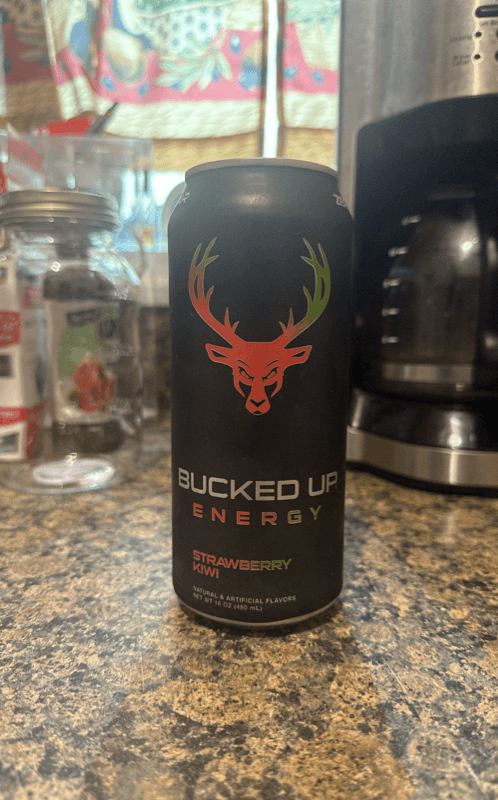 BUCKED UP
ENERGY
STRAWBERRY
KIWI
NATURAL & ARTIFICIAL FLAVORS
NET 16 OZ (480 mL)